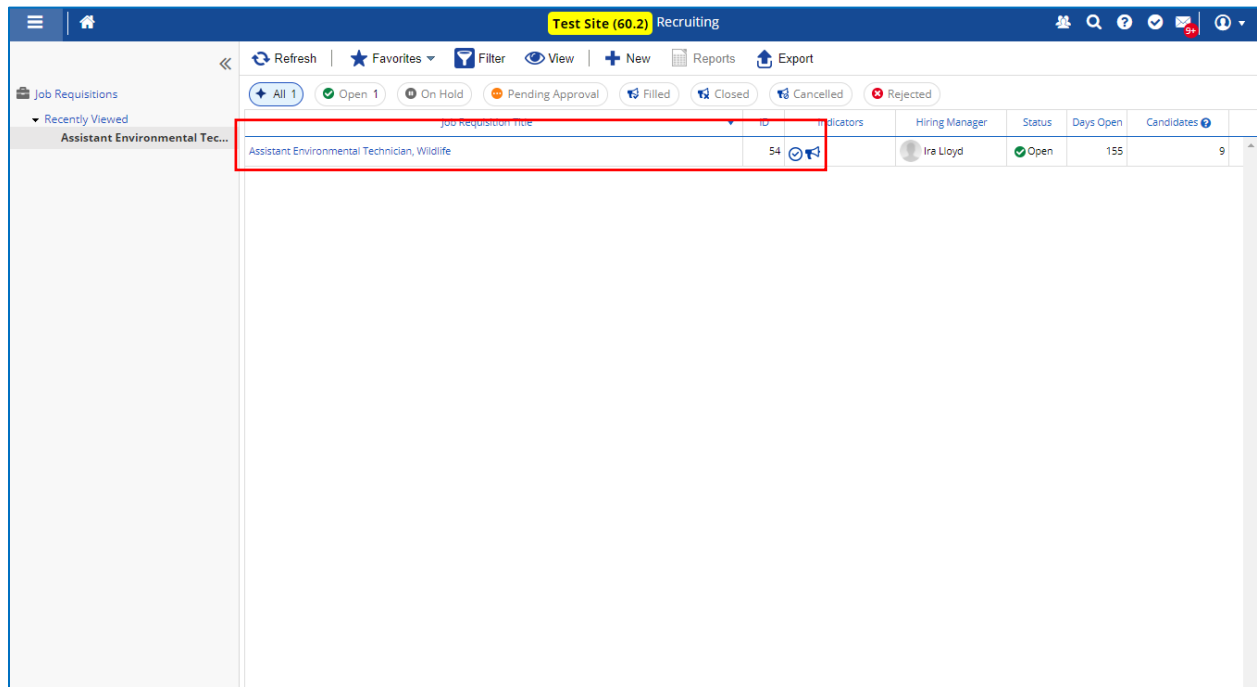 Test Site (60.2) Recruiting
9+
Refresh Favorites Filter View New Reports Export
Job Requisitions
All 1 Open 1 On Hold Pending Approval Filled Closed Cancelled Rejected
Recently Viewed
Job Requisition Title ID Indicators Hiring Manager Status Days Open Candidates
Assistant Environmental Tec...
Assistant Environmental Technician, Wildlife 54 Ira Lloyd Open 155 9